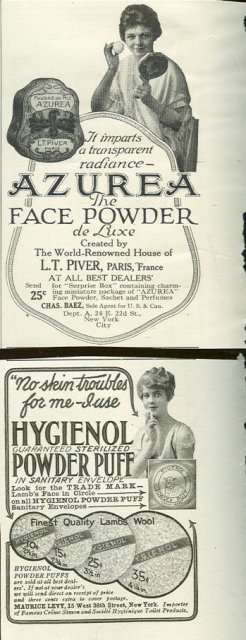 POUDRE DE RIZ
AZUREA
L.T. PIVER
It imparts
a transparent
radiance—
AZUREA
The
FACE POWDER
de Luxe
Created by
The World-Renowned House of
L.T. PIVER, PARIS, France
AT ALL BEST DEALERS'
Send 25c for "Surprise Box" containing charm-
ing miniature package of "AZUREA"
Face Powder, Sachet and Perfumes
CHAS. BAEZ, Sole Agent for U. S. & Can.
Dept. A, 24 E. 22d St.,
New York
City
"No skin troubles
for me—I use
HYGIENOL
GUARANTEED STERILIZED
POWDER PUFF
IN SANITARY ENVELOPE
Look for the TRADE MARK—
Lamb's Face in Circle
on all HYGIENOL POWDER PUFF
Sanitary Envelopes
Finest Quality Lambs Wool
15c
25c
35c
HYGIENOL
POWDER PUFFS
are sold at all best deal-
ers'. If not at your dealer's
we will send direct on receipt of price
and three cents extra to cover postage.
MAURICE LEVY, 15 West 38th Street, New York. Importer
of Famous Crème Simon and Société Hygiénique Toilet Products.